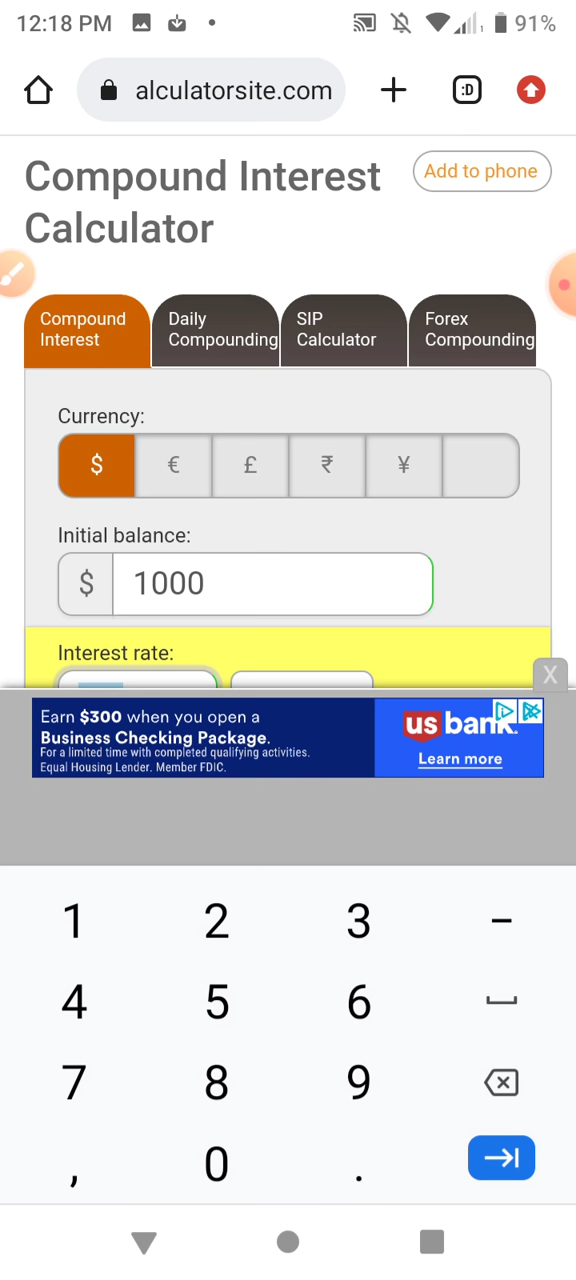 12:18 PM
91%
alculatorsite.com
:D
Compound Interest
Calculator
Add to phone
Compound
Interest
Daily
Compounding
SIP
Calculator
Forex
Compounding
Currency:
$ € £ ₹ ¥
Initial balance:
$ 1000
Interest rate:
X
Earn $300 when you open a
Business Checking Package.
For a limited time with completed qualifying activities.
Equal Housing Lender. Member FDIC.
us bank.
Learn more
1 2 3 -
4 5 6
7 8 9
, 0 .